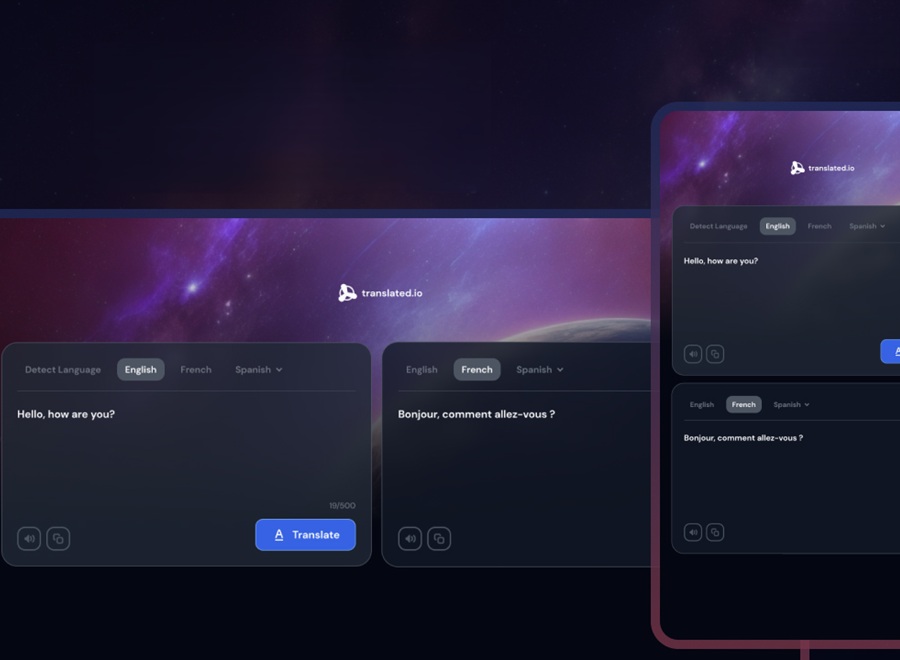 translated.io
Detect Language English French Spanish
Hello, how are you?
19/500
Translate
English French Spanish
Bonjour, comment allez-vous ?
translated.io
Detect Language English French Spanish
Hello, how are you?
English French Spanish
Bonjour, comment allez-vous ?